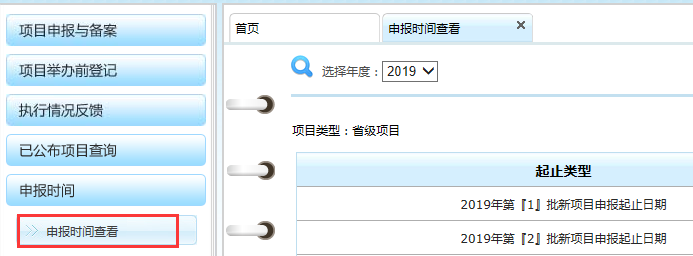 项目申报与备案
项目举办前登记
执行情况反馈
已公布项目查询
申报时间
申报时间查看
首页
申报时间查看
选择年度：2019
项目类型：省级项目
起止类型
2019年第『1』批新项目申报起止日期
2019年第『2』批新项目申报起止日期